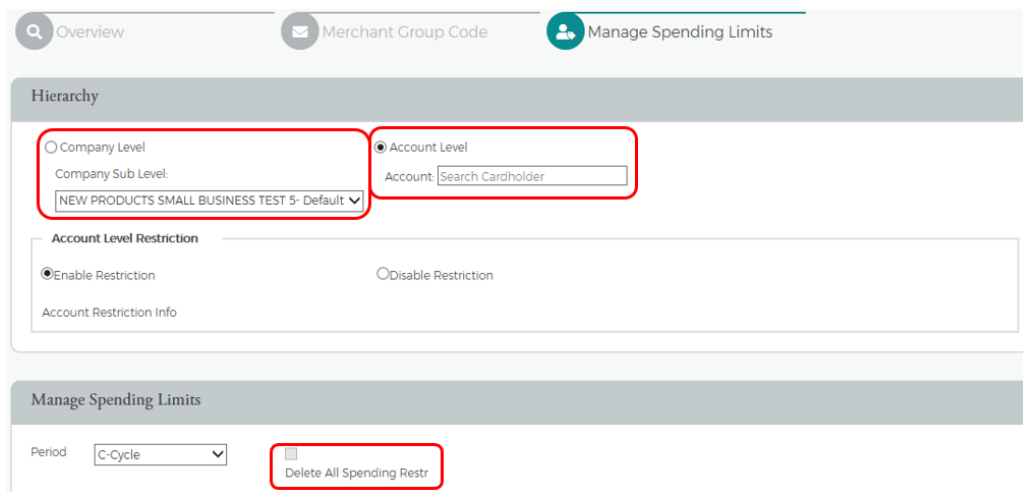 Overview
Merchant Group Code
Manage Spending Limits
Hierarchy
Company Level
Account Level
Company Sub Level:
Account: Search Cardholder
NEW PRODUCTS SMALL BUSINESS TEST 5- Default
Account Level Restriction
Enable Restriction
Disable Restriction
Account Restriction Info
Manage Spending Limits
Period
C-Cycle
Delete All Spending Restr